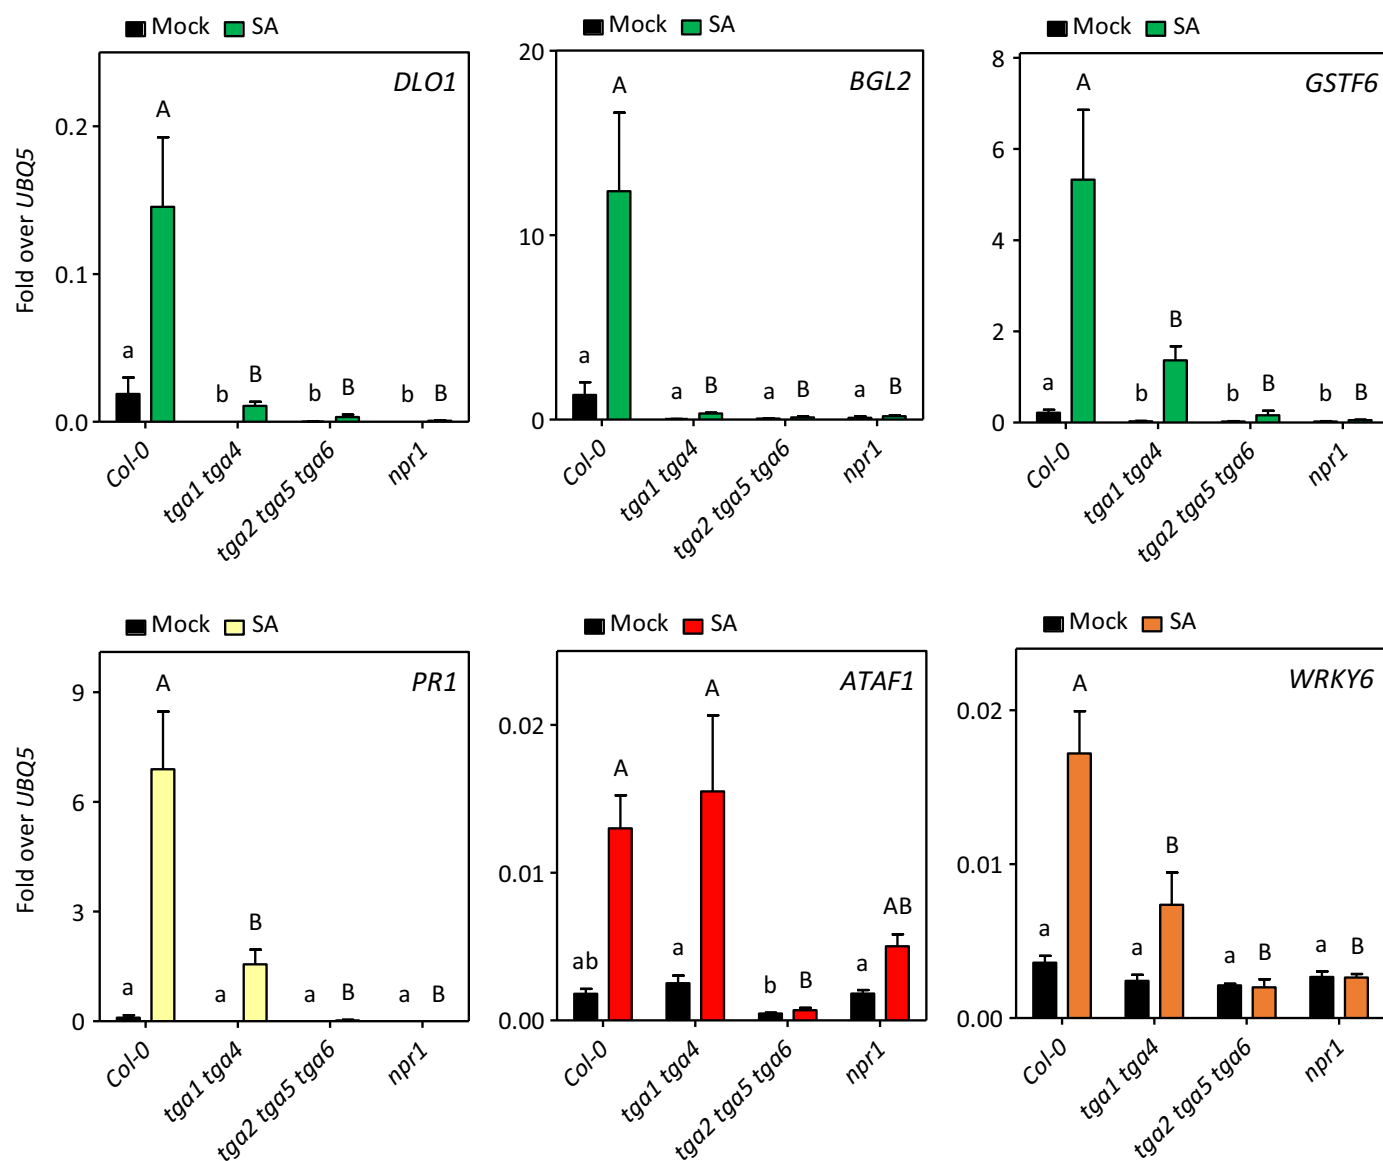 Mock SA
DLO1
Fold over UBQ5
0.2
0.1
0.0
a A b B b B b B
Col-0
tga1 tga4
tga2 tga5 tga6
npr1
Mock SA
BGL2
20
10
0
a A a B a B a B
Col-0
tga1 tga4
tga2 tga5 tga6
npr1
Mock SA
GSTF6
8
6
4
2
0
a A b B b B b B
Col-0
tga1 tga4
tga2 tga5 tga6
npr1
Mock SA
PR1
Fold over UBQ5
9
6
3
0
a A a B a B a B
Col-0
tga1 tga4
tga2 tga5 tga6
npr1
Mock SA
ATAF1
0.02
0.01
0.00
ab A a A b B a AB
Col-0
tga1 tga4
tga2 tga5 tga6
npr1
Mock SA
WRKY6
0.02
0.01
0.00
a A a B a B a B
Col-0
tga1 tga4
tga2 tga5 tga6
npr1